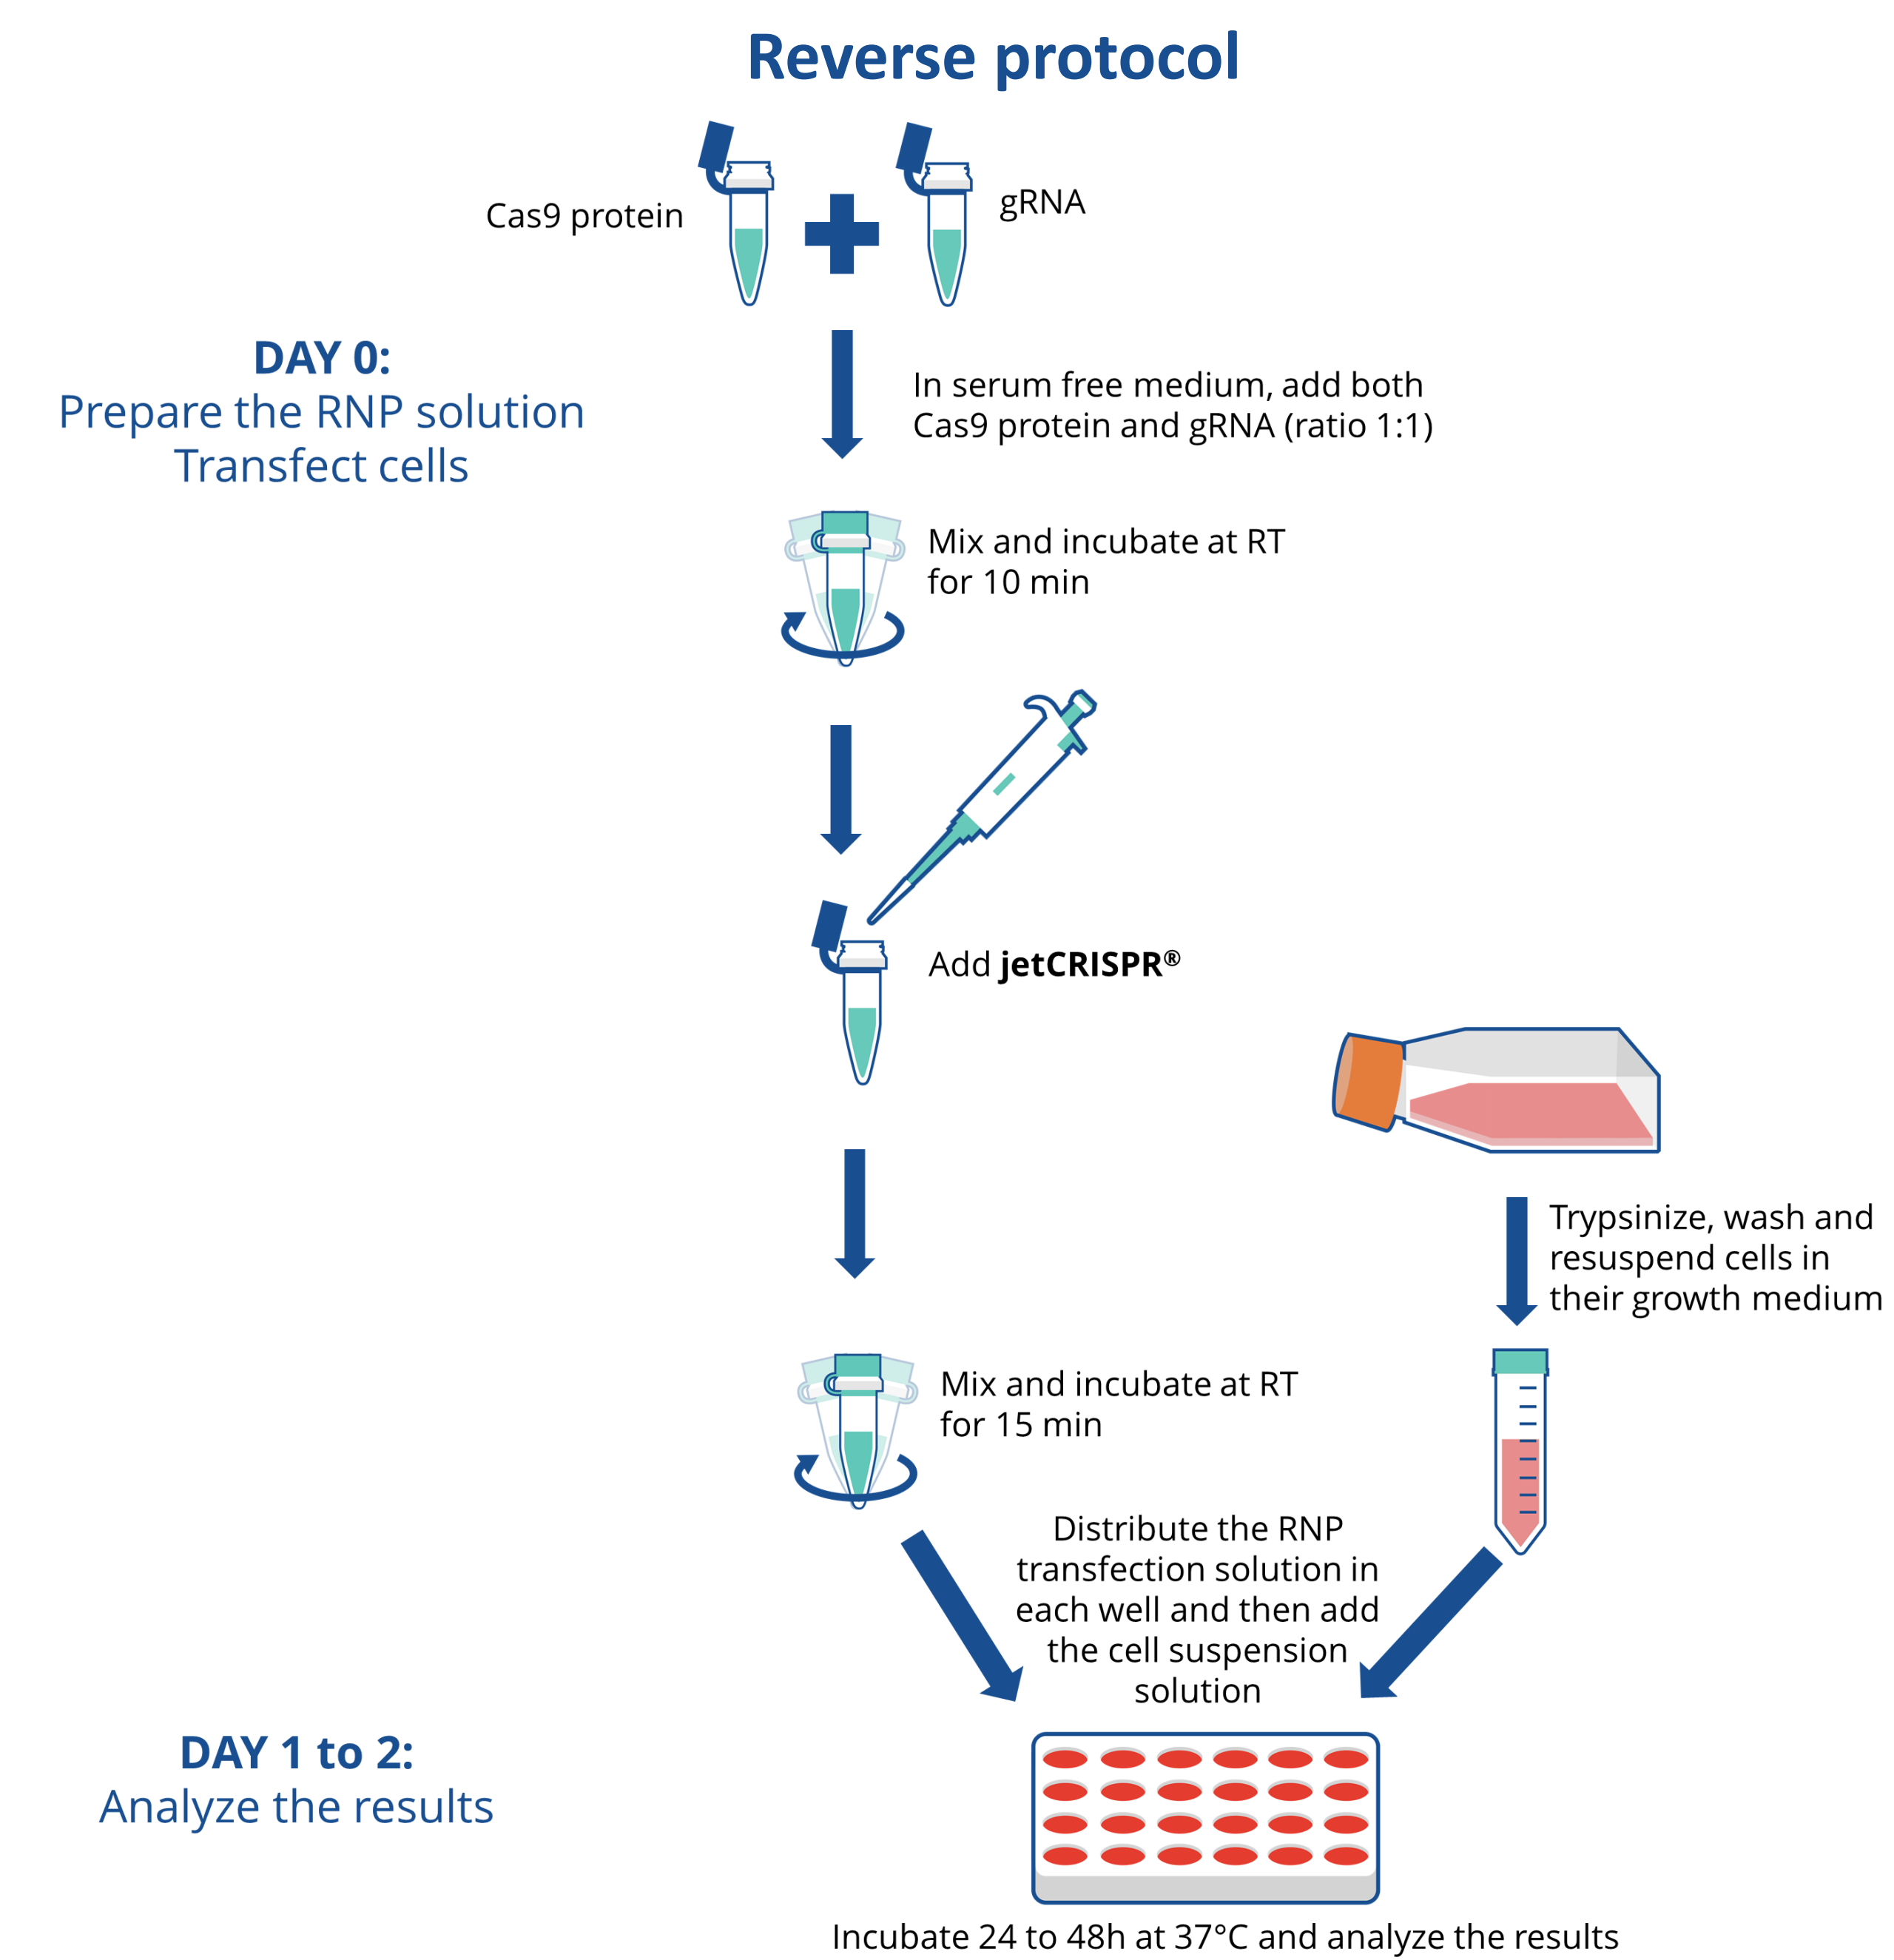 Reverse protocol
Cas9 protein
gRNA
DAY 0:
Prepare the RNP solution
Transfect cells
In serum free medium, add both
Cas9 protein and gRNA (ratio 1:1)
Mix and incubate at RT
for 10 min
Add jetCRISPR®
Trypsinize, wash and
resuspend cells in
their growth medium
Mix and incubate at RT
for 15 min
Distribute the RNP
transfection solution in
each well and then add
the cell suspension
solution
DAY 1 to 2:
Analyze the results
Incubate 24 to 48h at 37°C and analyze the results